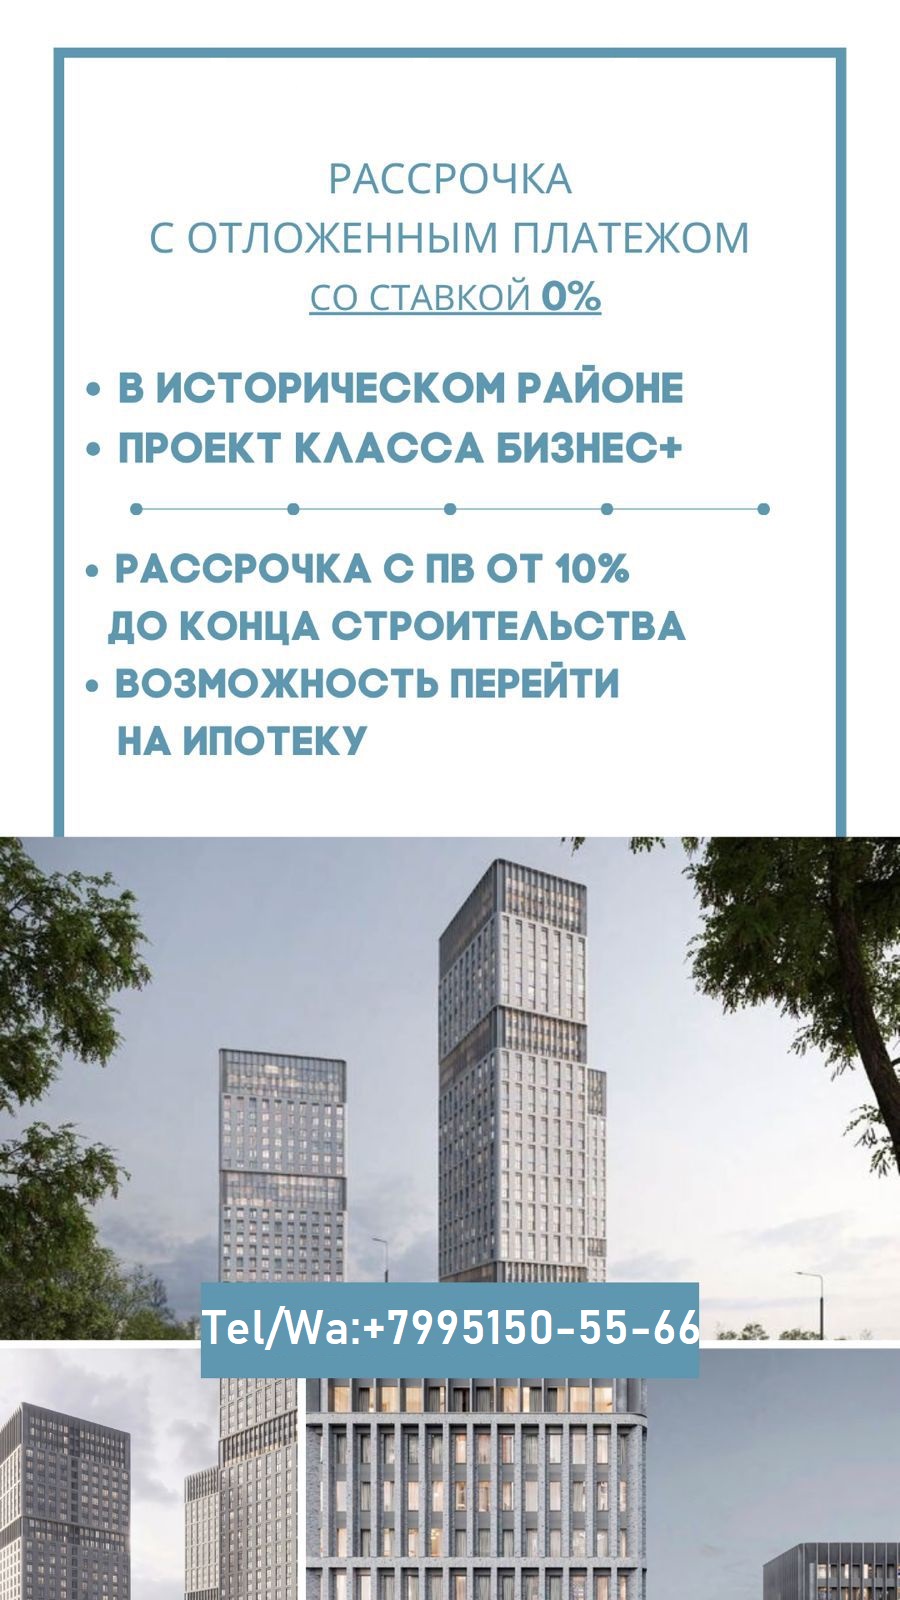 РАССРОЧКА
С ОТЛОЖЕННЫМ ПЛАТЕЖОМ
СО СТАВКОЙ 0%
• В ИСТОРИЧЕСКОМ РАЙОНЕ
• ПРОЕКТ КЛАССА БИЗНЕС+
• РАССРОЧКА С ПВ ОТ 10%
ДО КОНЦА СТРОИТЕЛЬСТВА
• ВОЗМОЖНОСТЬ ПЕРЕЙТИ
НА ИПОТЕКУ
Tel/Wa:+7995150-55-66